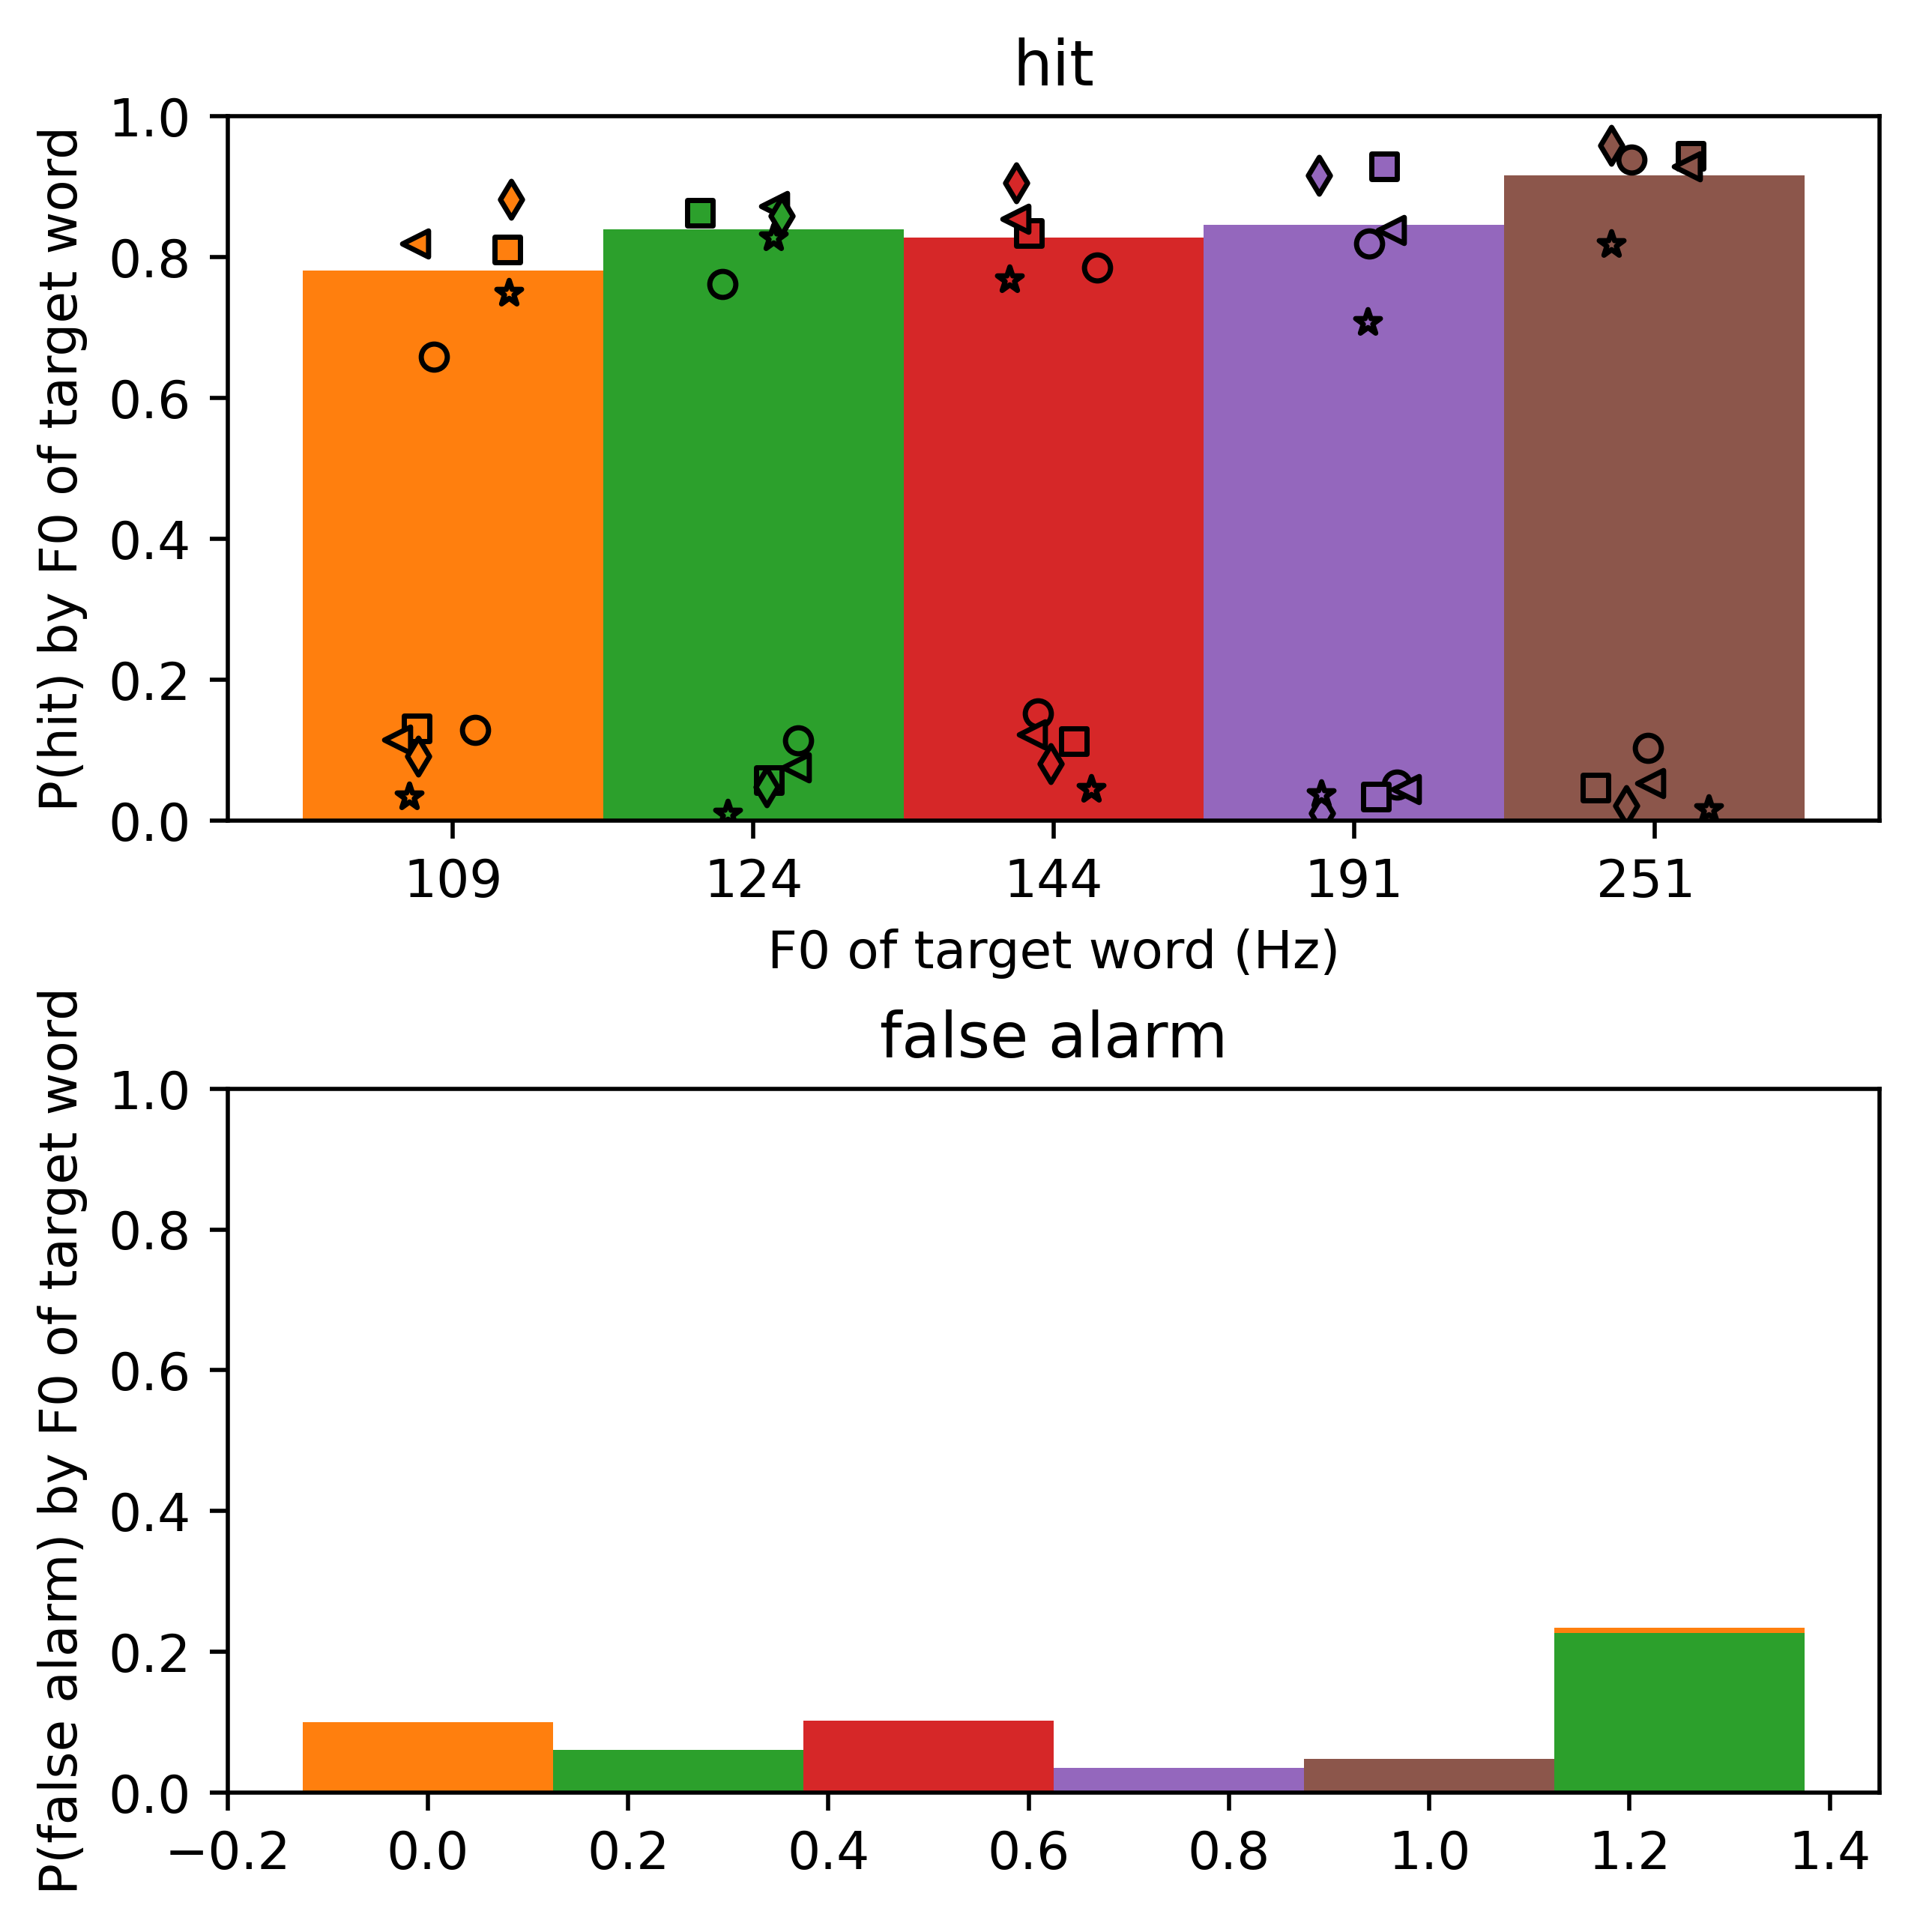 hit
P(hit) by F0 of target word
1.0
0.8
0.6
0.4
0.2
0.0
109 124 144 191 251
F0 of target word (Hz)
false alarm
P(false alarm) by F0 of target word
1.0
0.8
0.6
0.4
0.2
0.0
−0.2 0.0 0.2 0.4 0.6 0.8 1.0 1.2 1.4